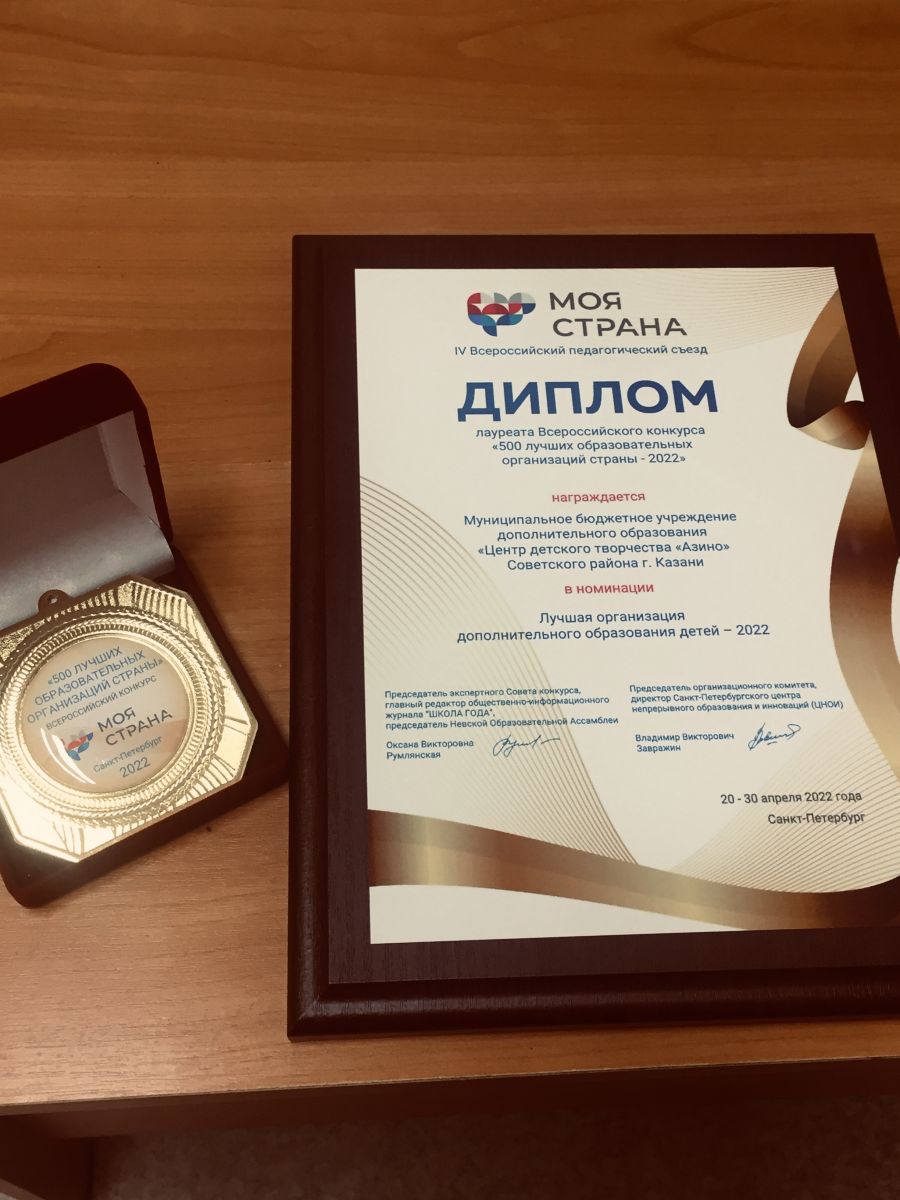 МОЯ
СТРАНА
IV Всероссийский педагогический съезд
ДИПЛОМ
лауреата Всероссийского конкурса
«500 лучших образовательных
организаций страны - 2022»
награждается
Муниципальное бюджетное учреждение
дополнительного образования
«Центр детского творчества «Азино»
Советского района г. Казани
в номинации
Лучшая организация
дополнительного образования детей – 2022
Председатель экспертного Совета конкурса,
главный редактор общественно-информационного
журнала "ШКОЛА ГОДА",
председатель Невской Образовательной Ассамблеи
Оксана Викторовна
Румлянская
Председатель организационного комитета,
директор Санкт-Петербургского центра
непрерывного образования и инноваций (ЦНОИ)
Владимир Викторович
Завражин
20 - 30 апреля 2022 года
Санкт-Петербург
«500 ЛУЧШИХ
ОБРАЗОВАТЕЛЬНЫХ
ОРГАНИЗАЦИЙ СТРАНЫ»
ВСЕРОССИЙСКИЙ КОНКУРС
МОЯ
СТРАНА
Санкт-Петербург
2022